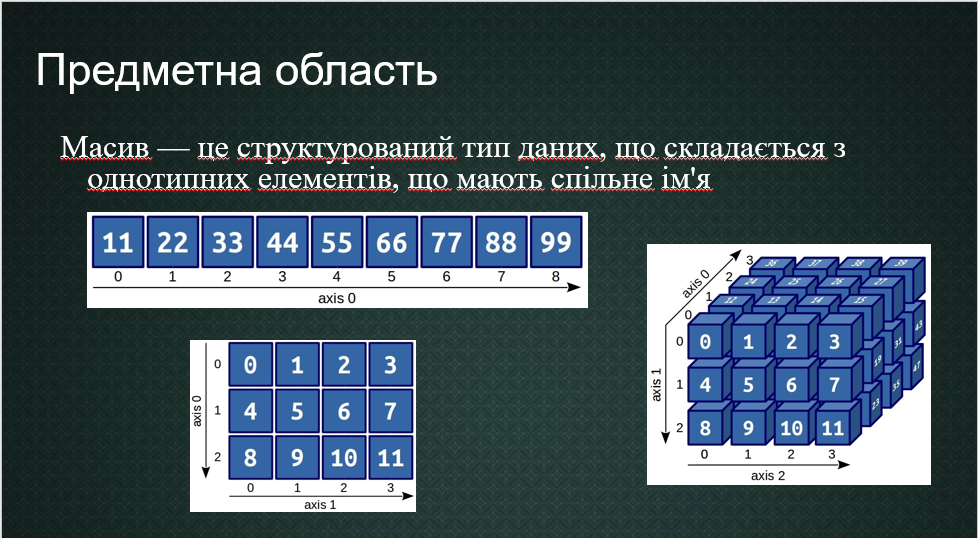 Предметна область
Масив — це структурований тип даних, що складається з
однотипних елементів, що мають спільне ім'я
11 22 33 44 55 66 77 88 99
0 1 2 3 4 5 6 7 8
axis 0
axis 0
0 0 1 2 3
1 4 5 6 7
2 8 9 10 11
0 1 2 3
axis 1
axis 0
3 36 37 38 39
2 24 25 26 27
1 12 13 14 15
0
axis 1
0 0 1 2 3
1 4 5 6 7
2 8 9 10 11
19 31 43
23 35 47
0 1 2 3
axis 2